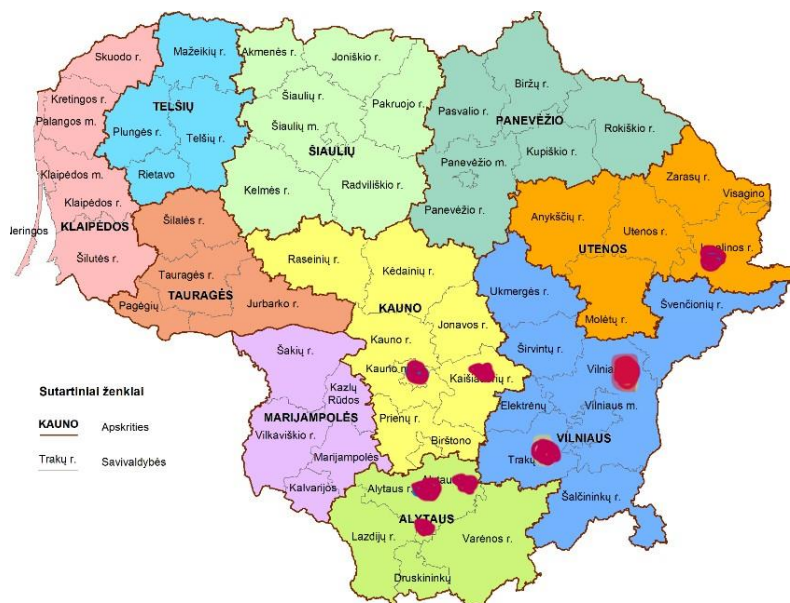 Skuodo r.
Mažeikių r.
Akmenės r.
Joniškio r.
Biržų r.
Kretingos r.
TELŠIŲ
Šiaulių r.
Pakruojo r.
Pasvalio r.
PANEVĖŽIO
Rokiškio r.
Palangos m.
Plungės r.
Telšių r.
Šiaulių m.
ŠIAULIŲ
Panevėžio m.
Kupiškio r.
Klaipėdos m.
Rietavo
Kelmės r.
Radviliškio r.
Zarasų r.
Visagino
Klaipėdos r.
Panevėžio r.
Anykščių r.
Neringos
KLAIPĖDOS
Šilalės r.
Utenos r.
UTENOS
Šilutės r.
Raseinių r.
Kėdainių r.
Tauragės r.
TAURAGĖS
Ukmergės r.
Švenčionių r.
Pagėgių
Jurbarko r.
KAUNO
Jonavos r.
Molėtų r.
Šakių r.
Kauno r.
Širvintų r.
Kauno
Kazlų
Rūdos
Elektrėnų
Vilniaus m.
MARIJAMPOLĖS
Prienų r.
Vilkaviškio r.
Birštono
VILNIAUS
Marijampolės
Trakų
Kalvarijos
Alytaus r.
Šalčininkų r.
ALYTAUS
Lazdijų r.
Varėnos r.
Druskininkų
Sutartiniai ženklai
KAUNO Apskrities
Trakų r. Savivaldybės